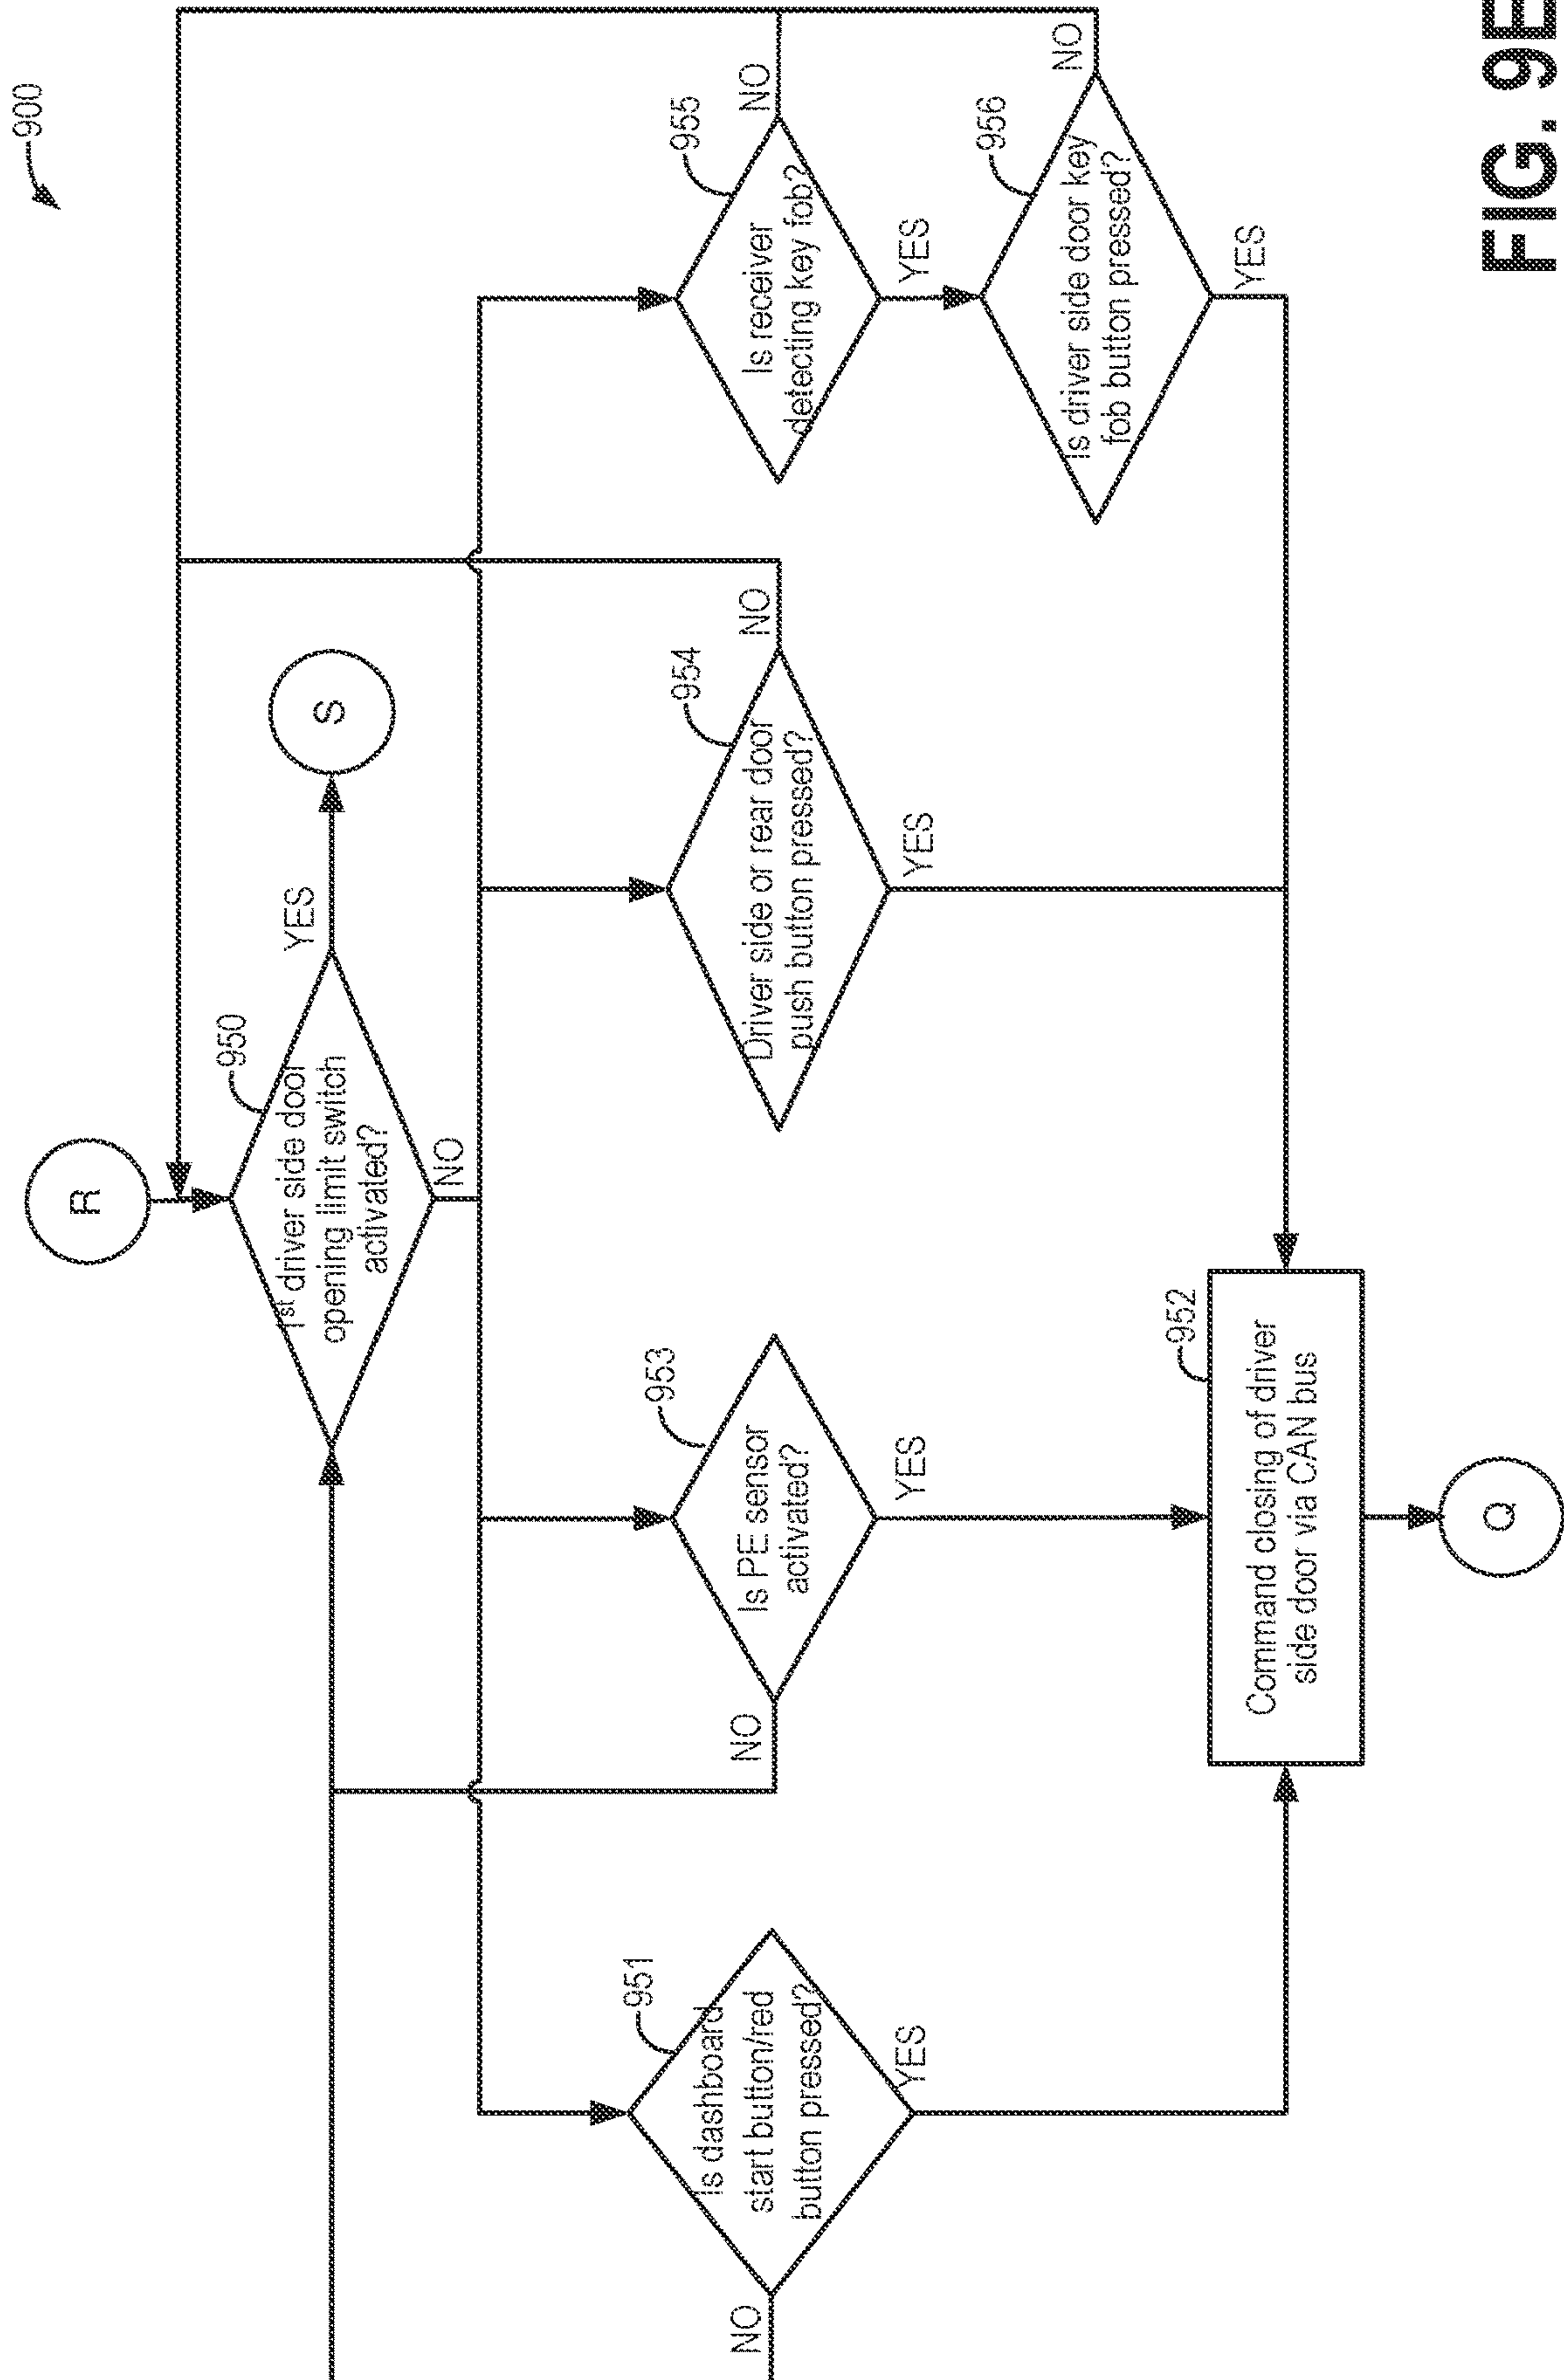 900
R
950
1st driver side door
opening limit switch
activated?
YES
S
NO
951
Is dashboard
start button/red
button pressed?
NO
YES
953
Is PE sensor
activated?
NO
YES
954
Driver side or rear door
push button pressed?
NO
YES
955
Is receiver
detecting key fob?
NO
YES
956
Is driver side door key
fob button pressed?
NO
YES
952
Command closing of driver
side door via CAN bus
Q
FIG. 9E